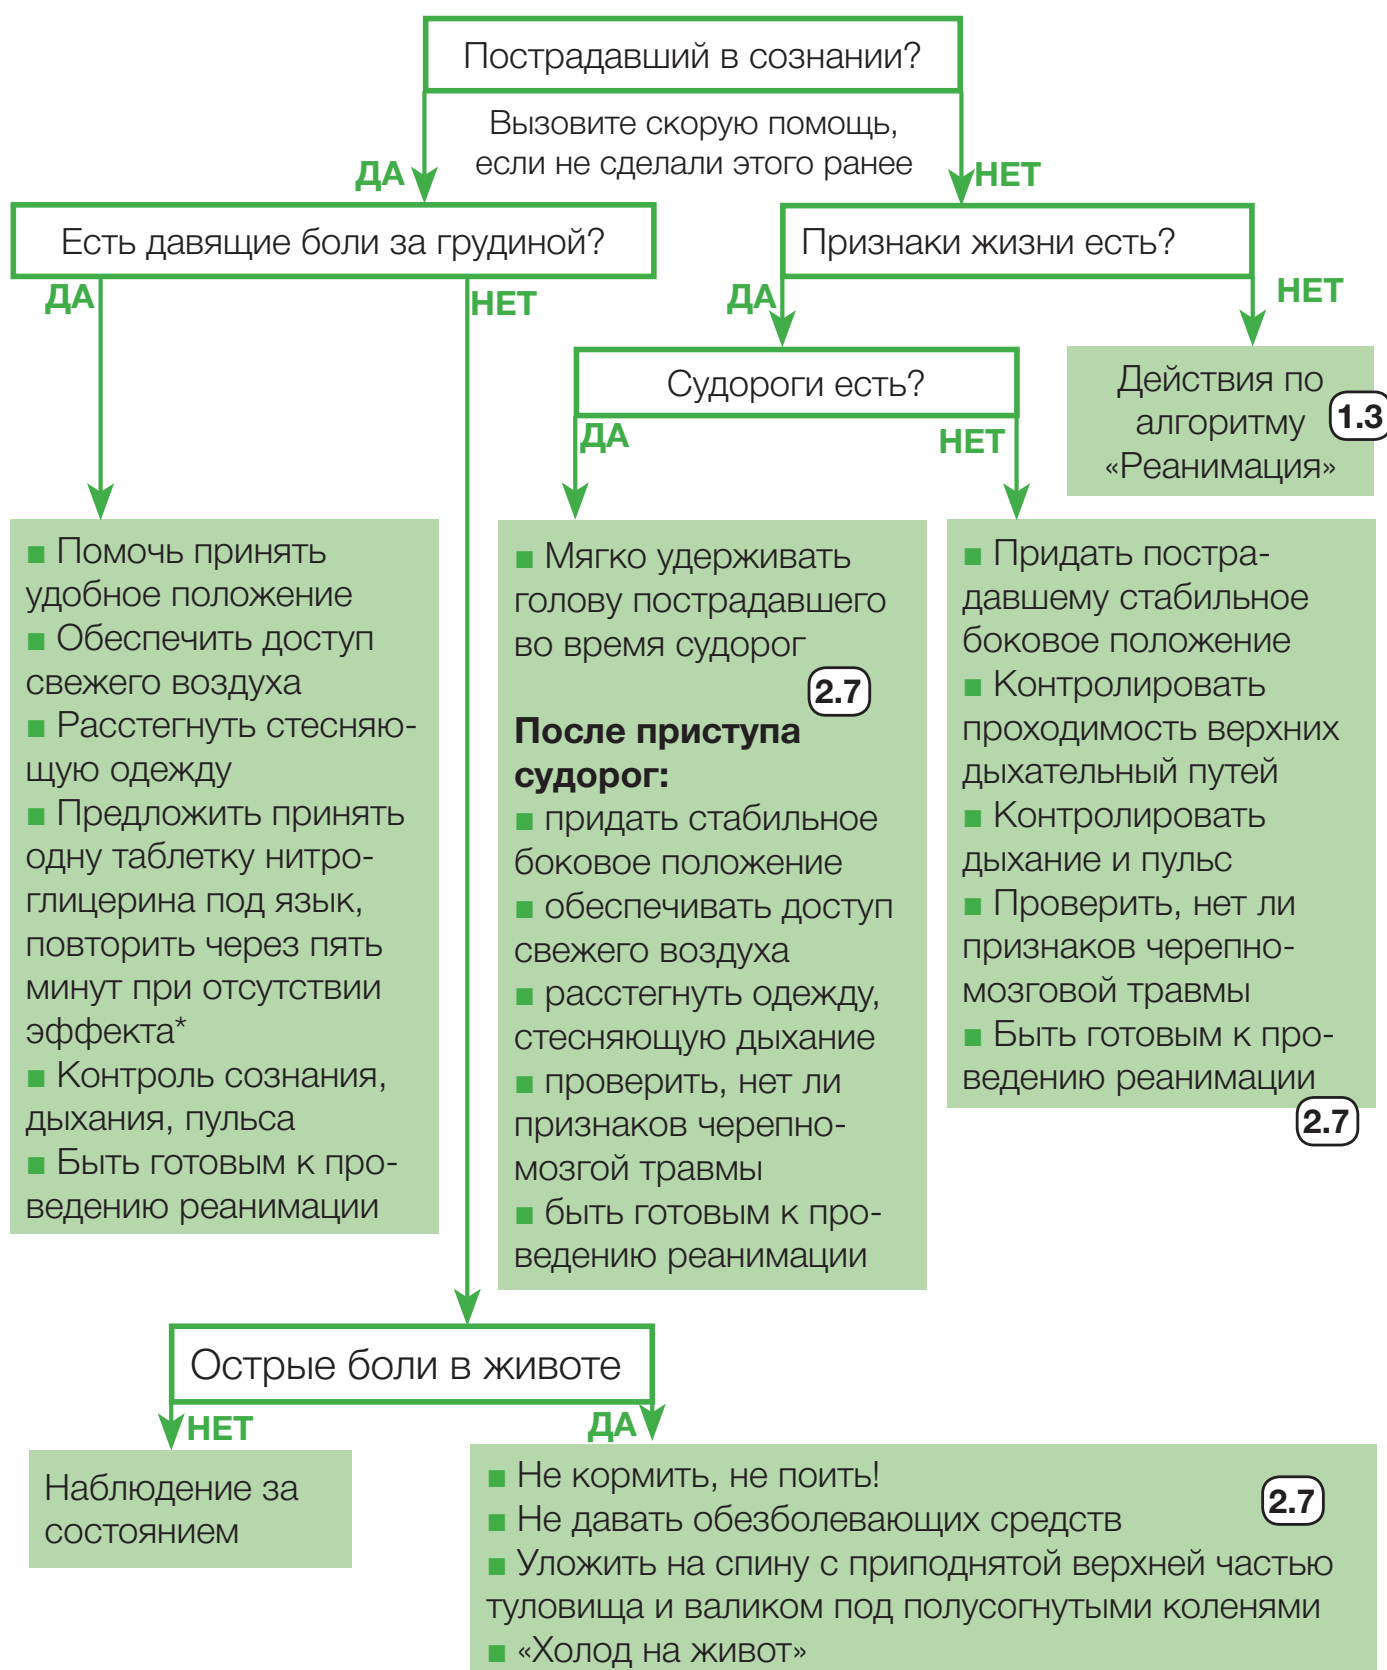 Пострадавший в сознании?
Вызовите скорую помощь,
если не сделали этого ранее
ДА
НЕТ
Есть давящие боли за грудиной?
Признаки жизни есть?
ДА
НЕТ
ДА
НЕТ
Судороги есть?
ДА
НЕТ
Действия по
алгоритму
«Реанимация»
1.3
■ Помочь принять
удобное положение
■ Обеспечить доступ
свежего воздуха
■ Расстегнуть стесняю-
щую одежду
■ Предложить принять
одну таблетку нитро-
глицерина под язык,
повторить через пять
минут при отсутствии
эффекта*
■ Контроль сознания,
дыхания, пульса
■ Быть готовым к про-
ведению реанимации
■ Мягко удерживать
голову пострадавшего
во время судорог
2.7
После приступа
судорог:
■ придать стабильное
боковое положение
■ обеспечивать доступ
свежего воздуха
■ расстегнуть одежду,
стесняющую дыхание
■ проверить, нет ли
признаков черепно-
мозгой травмы
■ быть готовым к про-
ведению реанимации
■ Придать постра-
давшему стабильное
боковое положение
■ Контролировать
проходимость верхних
дыхательный путей
■ Контролировать
дыхание и пульс
■ Проверить, нет ли
признаков черепно-
мозговой травмы
■ Быть готовым к про-
ведению реанимации
2.7
Острые боли в животе
НЕТ
ДА
Наблюдение за
состоянием
■ Не кормить, не поить!
■ Не давать обезболевающих средств
2.7
■ Уложить на спину с приподнятой верхней частью
туловища и валиком под полусогнутыми коленями
■ «Холод на живот»